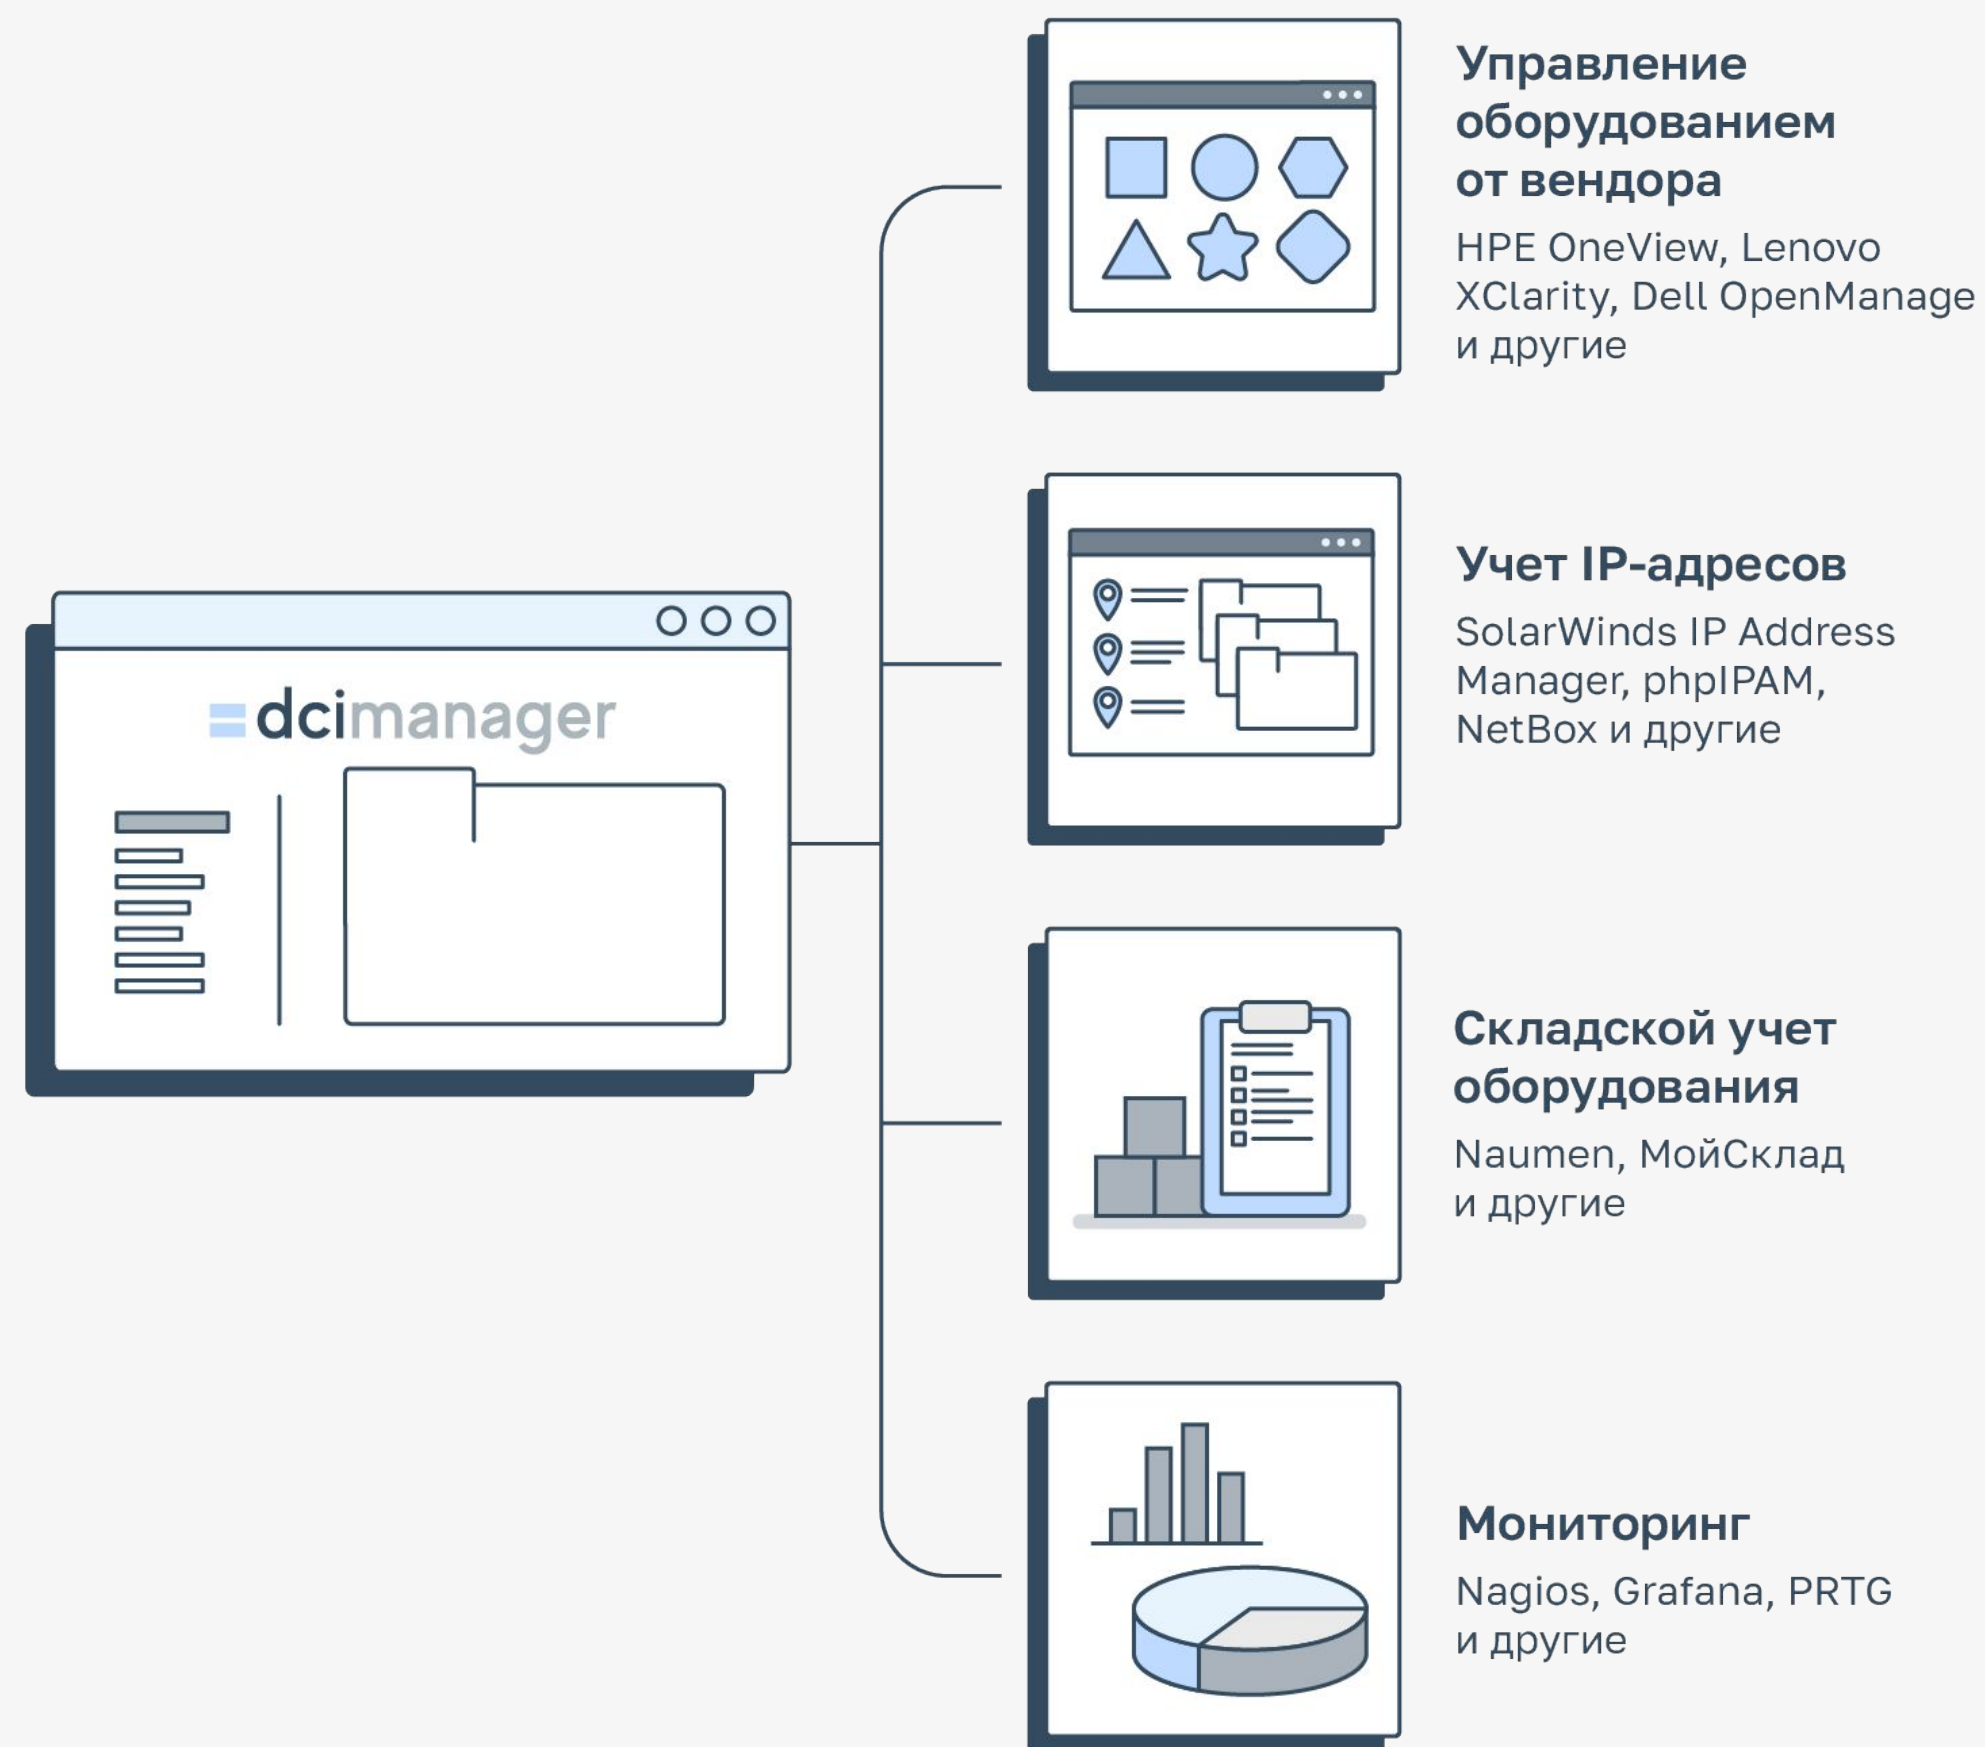 dcimanager
Управление
оборудованием
от вендора
HPE OneView, Lenovo
XClarity, Dell OpenManage
и другие
Учет IP-адресов
SolarWinds IP Address
Manager, phpIPAM,
NetBox и другие
Складской учет
оборудования
Naumen, МойСклад
и другие
Мониторинг
Nagios, Grafana, PRTG
и другие